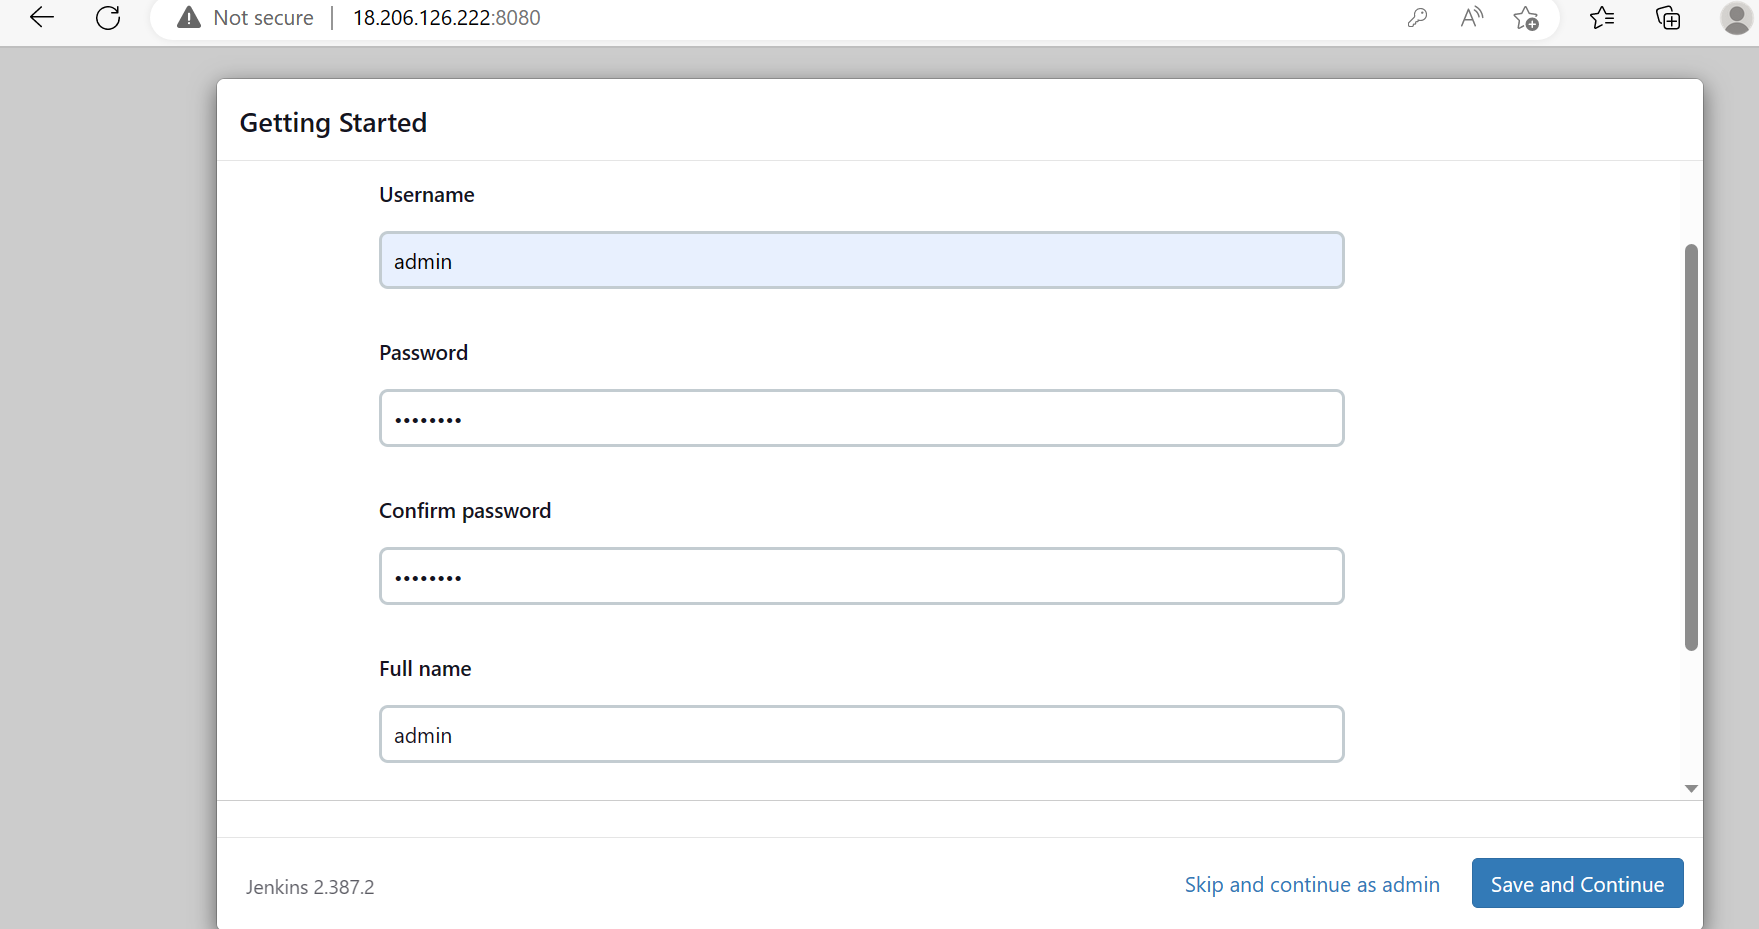 Not secure | 18.206.126.222:8080
Getting Started
Username
admin
Password
••••••••
Confirm password
••••••••
Full name
admin
Jenkins 2.387.2
Skip and continue as admin
Save and Continue